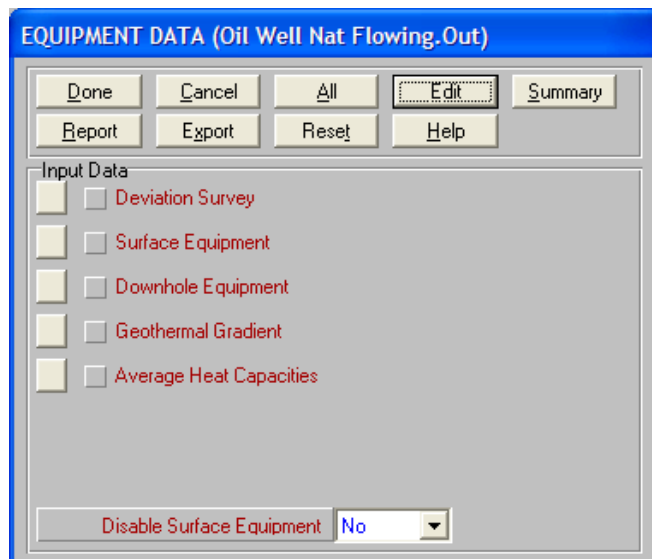 EQUIPMENT DATA (Oil Well Nat Flowing.Out)
Done Cancel All Edit Summary
Report Export Reset Help
Input Data
Deviation Survey
Surface Equipment
Downhole Equipment
Geothermal Gradient
Average Heat Capacities
Disable Surface Equipment No